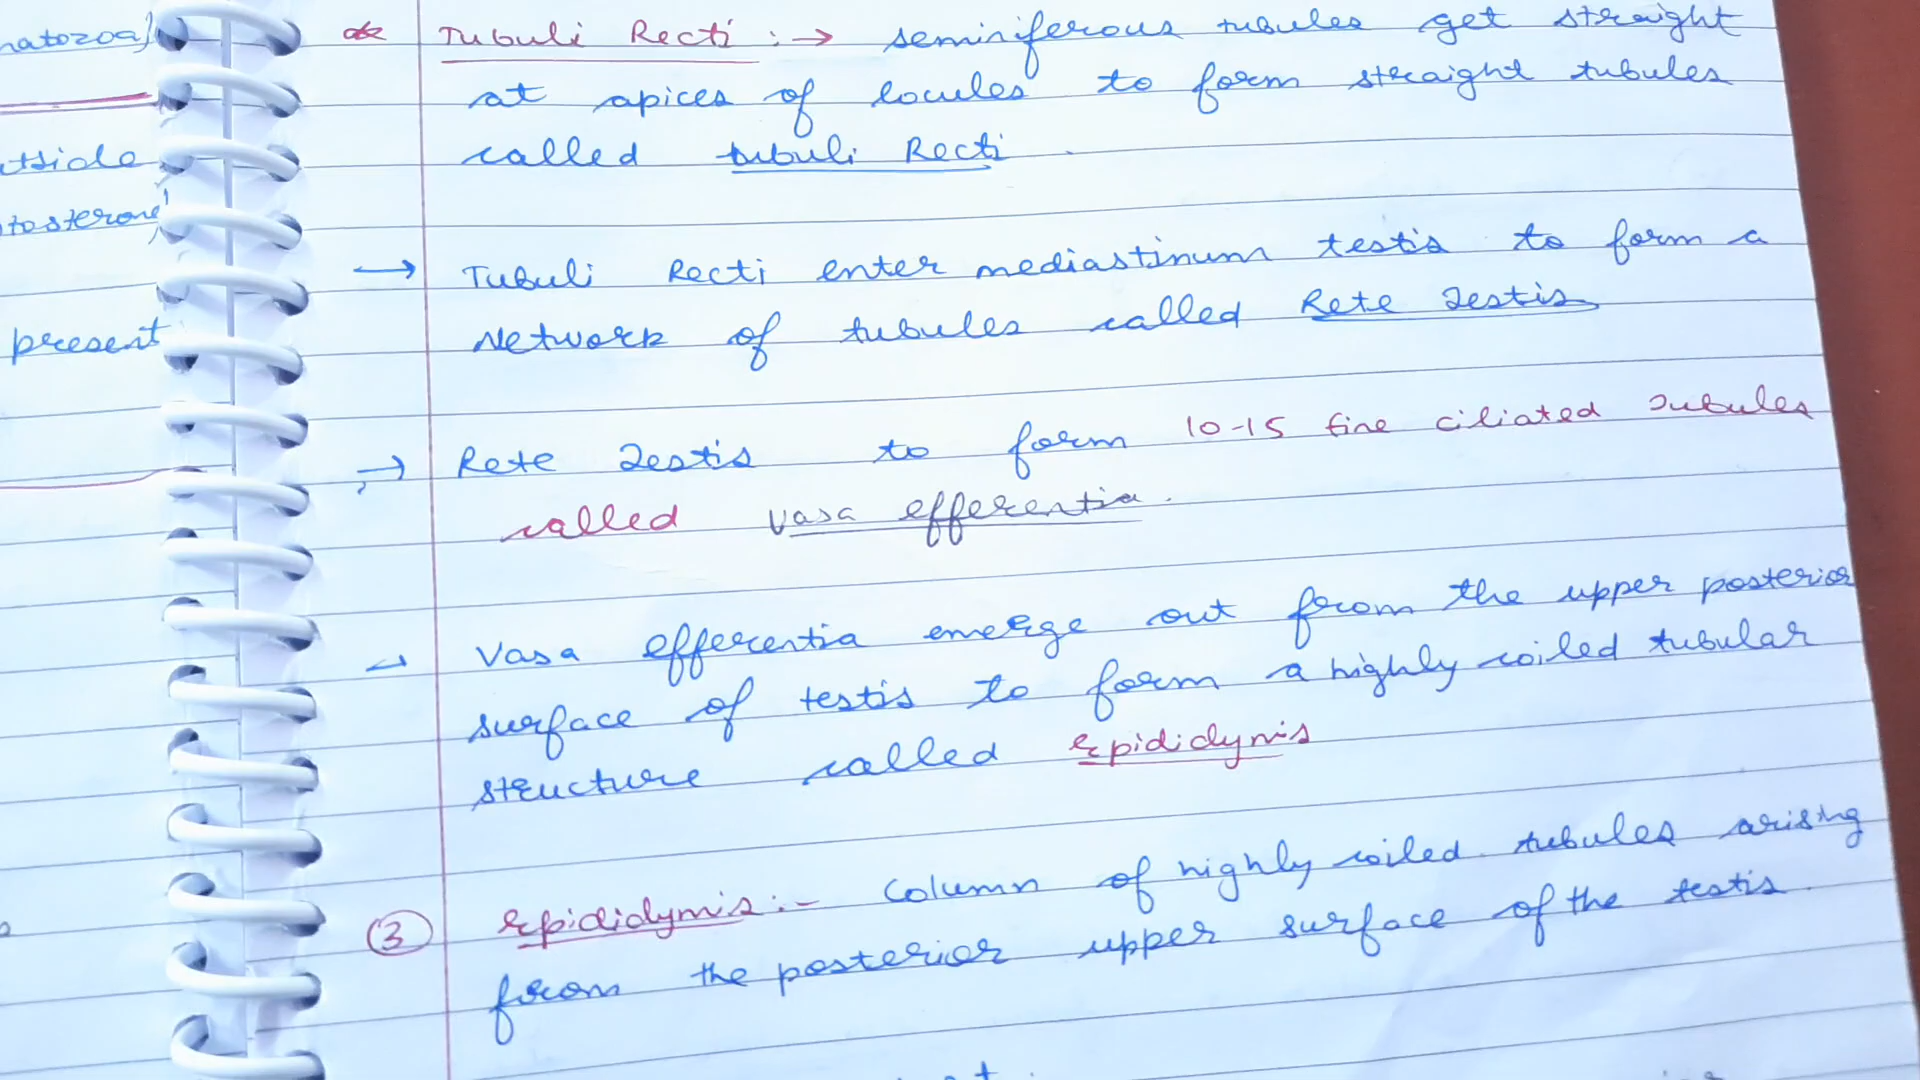 natozoa)
ttside
tosterone'
present
Tubuli Recti :→ seminiferous tubules get straight
at apices of locules to form straight tubules
called tubuli Recti
→ Tubuli Recti enter mediastinum testis to form a
Network of tubules called Rete Testis
→ Rete Testis to form 10-15 fine ciliated tubules
called vasa efferentia.
→ Vasa efferentia emerge out from the upper posterior
surface of testis to form a highly coiled tubular
structure called Epididymis
③ Epididymis :- Column of highly coiled tubules arising
from the posterior upper surface of the testis.